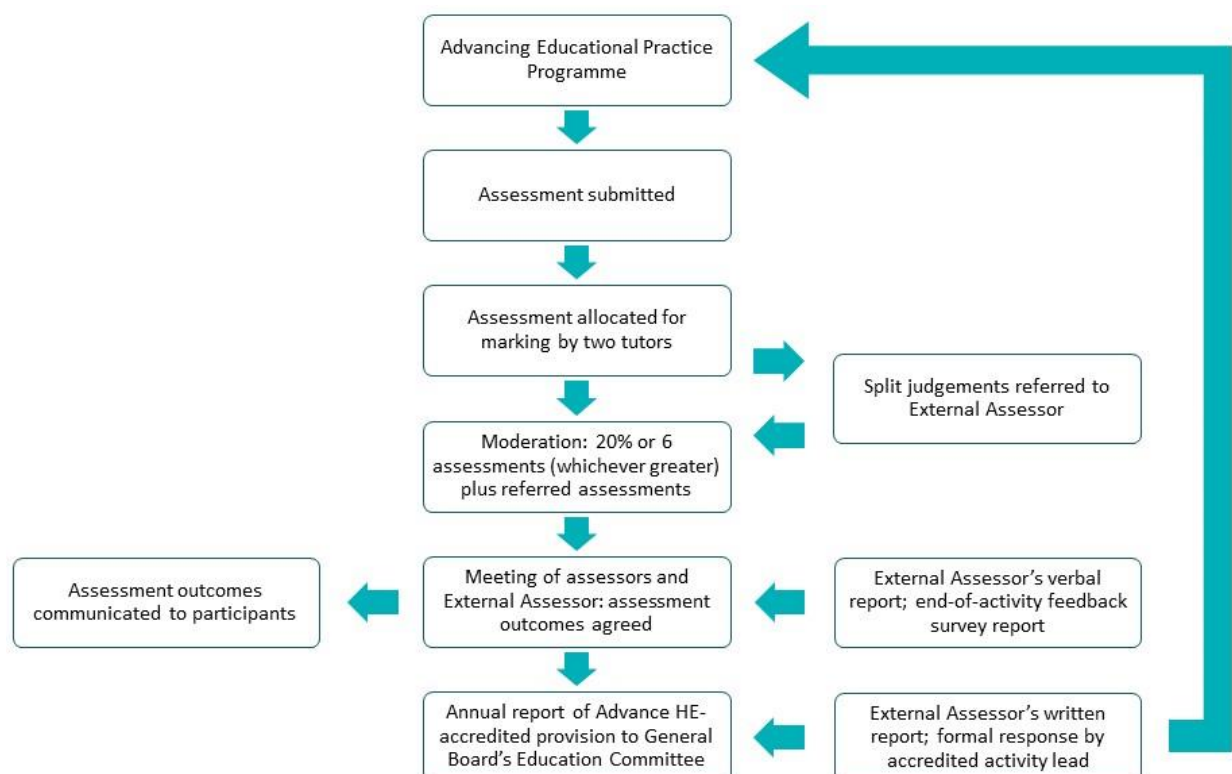 Advancing Educational Practice
Programme
Assessment submitted
Assessment allocated for
marking by two tutors
Split judgements referred to
External Assessor
Moderation: 20% or 6
assessments (whichever greater)
plus referred assessments
Assessment outcomes
communicated to participants
Meeting of assessors and
External Assessor: assessment
outcomes agreed
External Assessor’s verbal
report; end-of-activity feedback
survey report
Annual report of Advance HE-
accredited provision to General
Board’s Education Committee
External Assessor’s written
report; formal response by
accredited activity lead